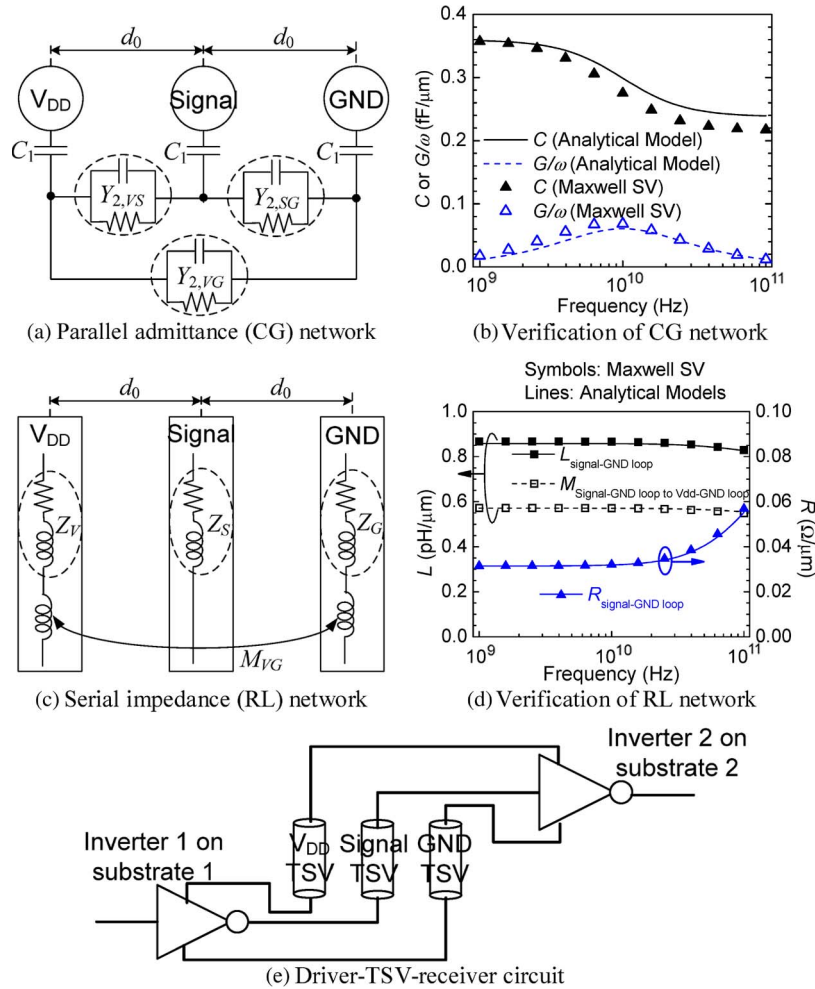 d0 d0
VDD Signal GND
C1 C1 C1
Y2,VS Y2,SG
Y2,VG
(a) Parallel admittance (CG) network
C or G/ω (fF/μm)
0.4
0.3
0.2
0.1
0.0
C (Analytical Model)
G/ω (Analytical Model)
C (Maxwell SV)
G/ω (Maxwell SV)
10^9 10^10 10^11
Frequency (Hz)
(b) Verification of CG network
d0 d0
VDD Signal GND
ZV ZS ZG
MVG
(c) Serial impedance (RL) network
Symbols: Maxwell SV
Lines: Analytical Models
L (pH/μm)
1.0
0.8
0.6
0.4
0.2
0.0
Lsignal-GND loop
MSignal-GND loop to Vdd-GND loop
Rsignal-GND loop
0.10
0.08
0.06
0.04
0.02
0.00
R (Ω/μm)
10^9 10^10 10^11
Frequency (Hz)
(d) Verification of RL network
Inverter 2 on
substrate 2
Inverter 1 on
substrate 1
VDD Signal GND
TSV TSV TSV
(e) Driver-TSV-receiver circuit